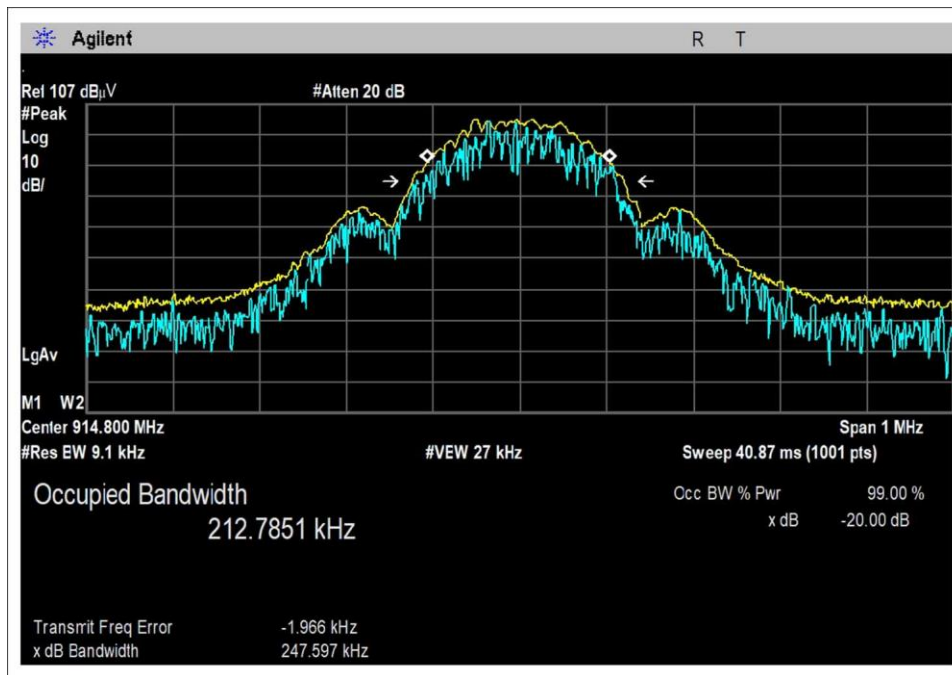 Agilent R T
Ref 107 dBµV #Atten 20 dB
#Peak
Log
10
dB/
LgAv
M1 W2
Center 914.800 MHz Span 1 MHz
#Res BW 9.1 kHz #VBW 27 kHz Sweep 40.87 ms (1001 pts)
Occupied Bandwidth Occ BW % Pwr 99.00 %
212.7851 kHz x dB -20.00 dB
Transmit Freq Error -1.966 kHz
x dB Bandwidth 247.597 kHz